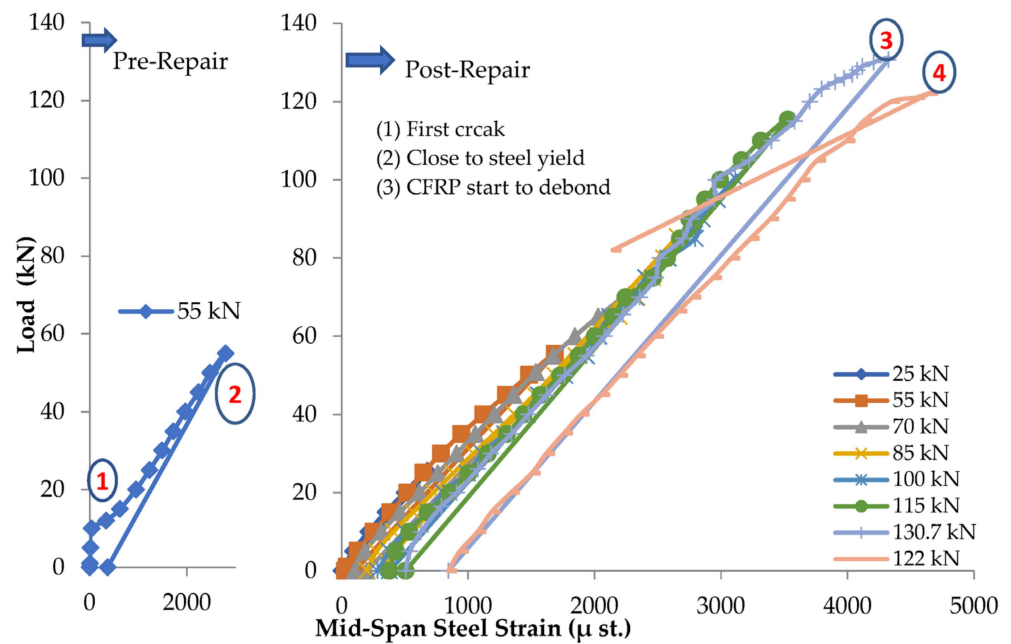 140
120
100
80
60
40
20
0
0
2000
Load (kN)
Pre-Repair
55 kN
1
2
140
120
100
80
60
40
20
0
0
1000
2000
3000
4000
5000
Post-Repair
(1) First crcak
(2) Close to steel yield
(3) CFRP start to debond
3
4
25 kN
55 kN
70 kN
85 kN
100 kN
115 kN
130.7 kN
122 kN
Mid-Span Steel Strain (μ st.)